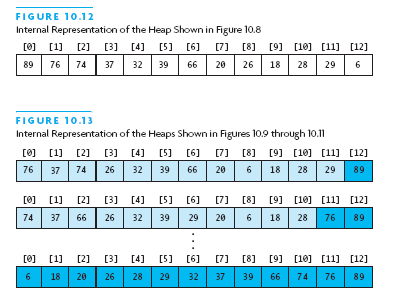 FIGURE 10.12
Internal Representation of the Heap Shown in Figure 10.8
[0] [1] [2] [3] [4] [5] [6] [7] [8] [9] [10] [11] [12]
89 76 74 37 32 39 66 20 26 18 28 29 6
FIGURE 10.13
Internal Representation of the Heaps Shown in Figures 10.9 through 10.11
[0] [1] [2] [3] [4] [5] [6] [7] [8] [9] [10] [11] [12]
76 37 74 26 32 39 66 20 6 18 28 29 89
[0] [1] [2] [3] [4] [5] [6] [7] [8] [9] [10] [11] [12]
74 37 66 26 32 39 29 20 6 18 28 76 89
⋮
[0] [1] [2] [3] [4] [5] [6] [7] [8] [9] [10] [11] [12]
6 18 20 26 28 29 32 37 39 66 74 76 89